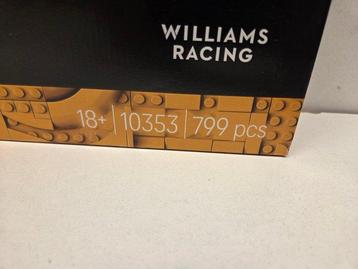 WILLIAMS
RACING
18+ | 10353 | 799 pcs